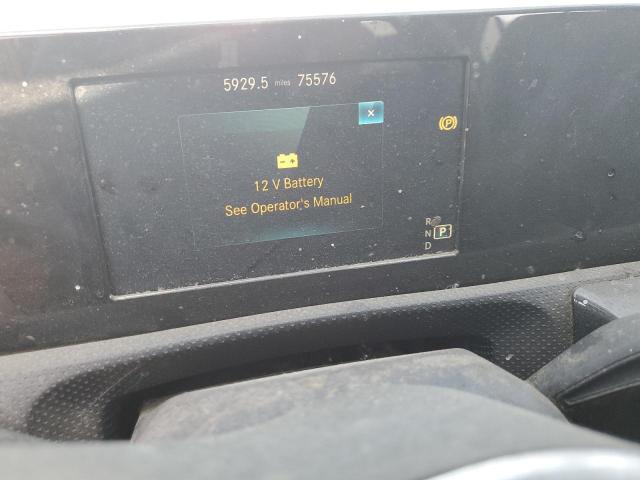 5929.5 miles 75576
×
(P)
- +
12 V Battery
See Operator's Manual
R
N P
D